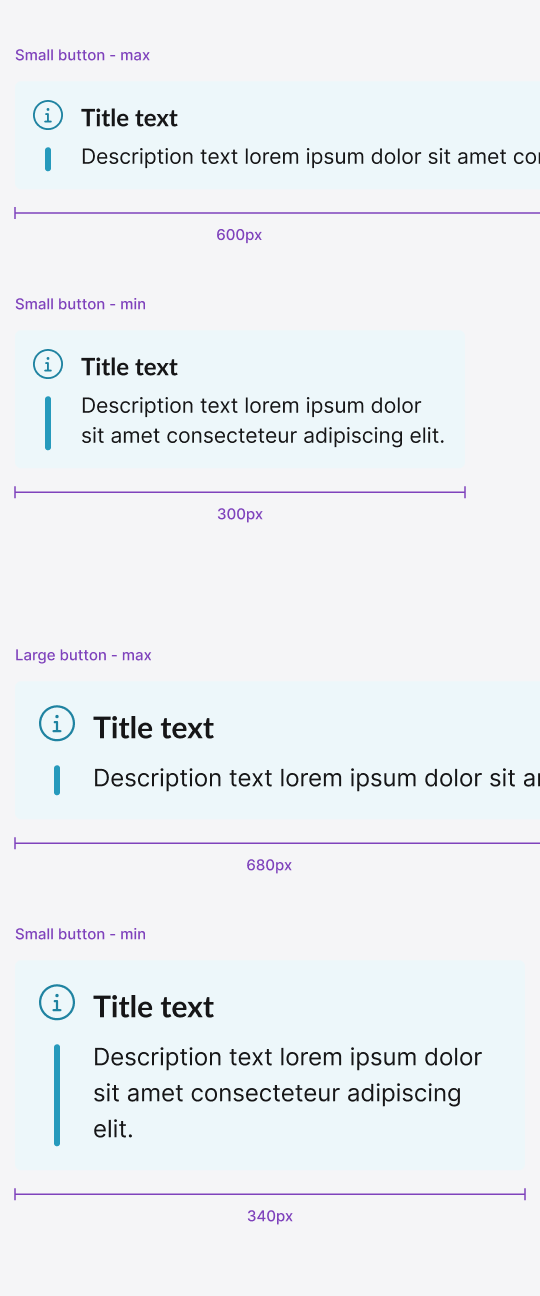 Small button - max
Title text
Description text lorem ipsum dolor sit amet
600px
Small button - min
Title text
Description text lorem ipsum dolor
sit amet consecteteur adipiscing elit.
300px
Large button - max
Title text
Description text lorem ipsum dolor sit
680px
Small button - min
Title text
Description text lorem ipsum dolor
sit amet consecteteur adipiscing
elit.
340px